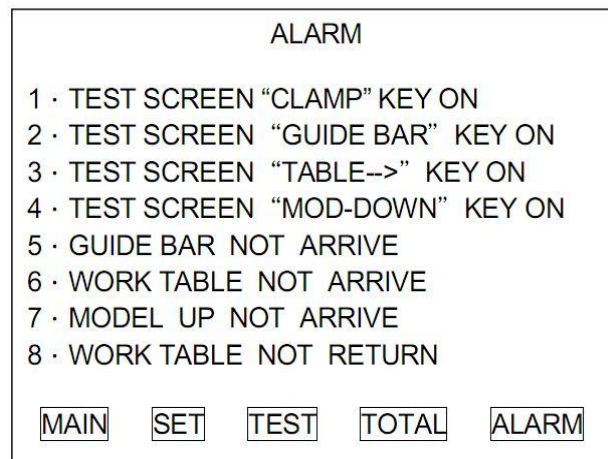 ALARM
1 · TEST SCREEN “CLAMP” KEY ON
2 · TEST SCREEN “GUIDE BAR” KEY ON
3 · TEST SCREEN “TABLE-->” KEY ON
4 · TEST SCREEN “MOD-DOWN” KEY ON
5 · GUIDE BAR NOT ARRIVE
6 · WORK TABLE NOT ARRIVE
7 · MODEL UP NOT ARRIVE
8 · WORK TABLE NOT RETURN
MAIN SET TEST TOTAL ALARM